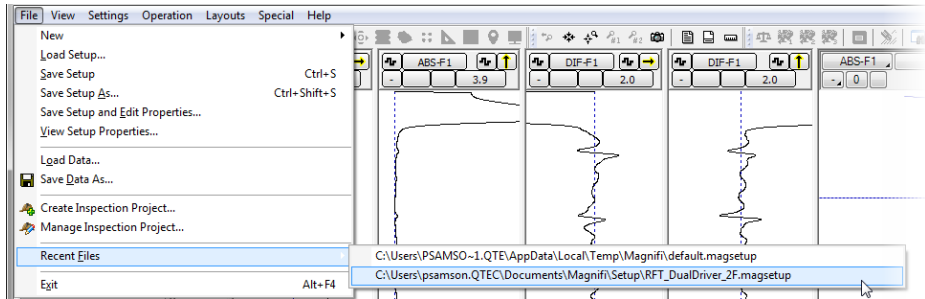 File View Settings Operation Layouts Special Help
New
Load Setup...
Save Setup Ctrl+S
Save Setup As... Ctrl+Shift+S
Save Setup and Edit Properties...
View Setup Properties...
Load Data...
Save Data As...
Create Inspection Project...
Manage Inspection Project...
Recent Files
Exit Alt+F4
C:\Users\PSAMSO~1.QTE\AppData\Local\Temp\Magnifi\default.magsetup
C:\Users\psamson.QTEC\Documents\Magnifi\Setup\RFT_DualDriver_2F.magsetup
#1 #2
ABS-F1 DIF-F1 DIF-F1 ABS-F1
- 3.9 - 2.0 - 2.0 - 0